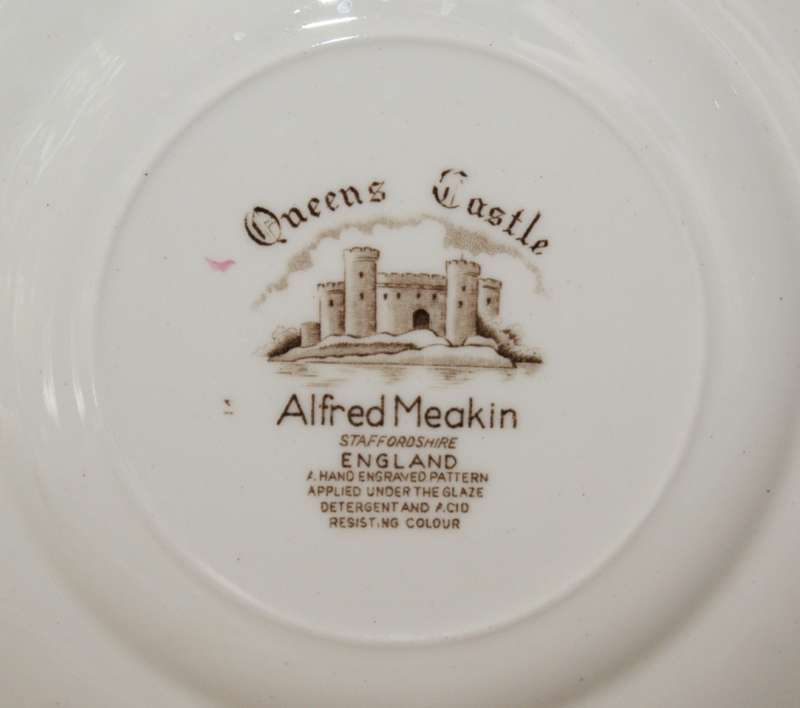 Queens Castle
Alfred Meakin
STAFFORDSHIRE
ENGLAND
A HAND ENGRAVED PATTERN
APPLIED UNDER THE GLAZE
DETERGENT AND ACID
RESISTING COLOUR